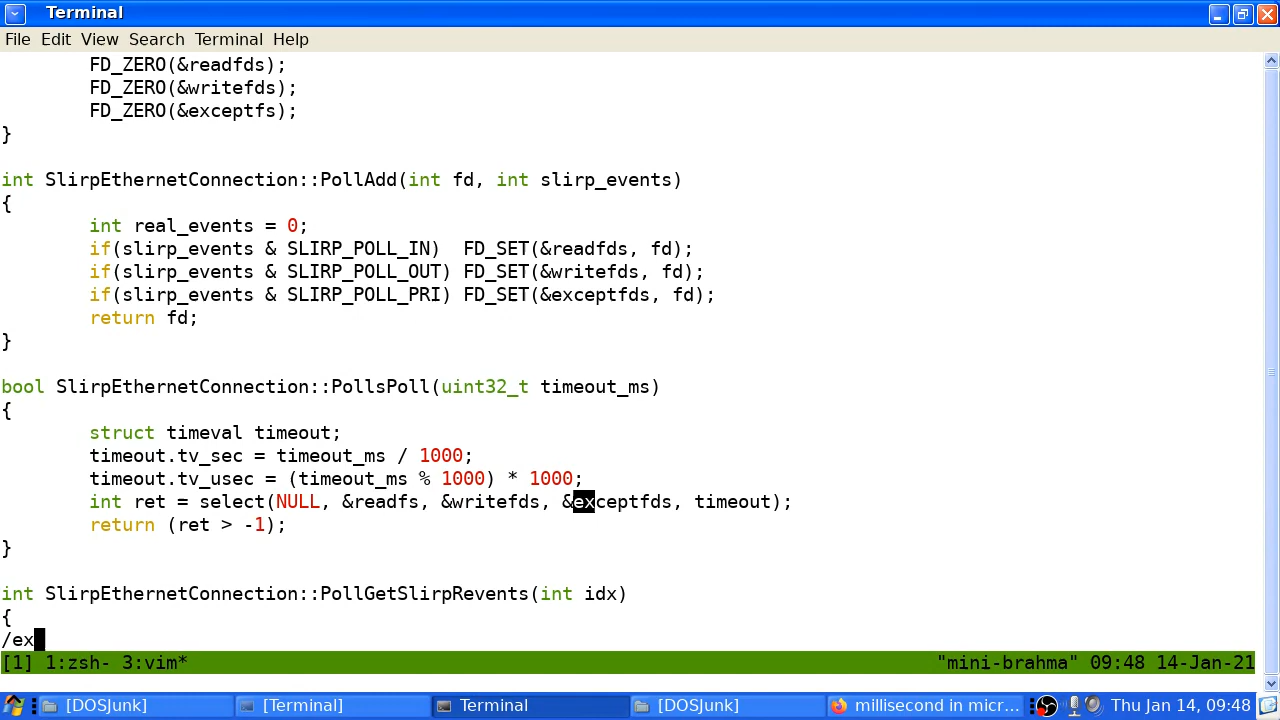 Terminal
File Edit View Search Terminal Help
        FD_ZERO(&readfds);
        FD_ZERO(&writefds);
        FD_ZERO(&exceptfs);
}
int SlirpEthernetConnection::PollAdd(int fd, int slirp_events)
{
        int real_events = 0;
        if(slirp_events & SLIRP_POLL_IN)  FD_SET(&readfds, fd);
        if(slirp_events & SLIRP_POLL_OUT) FD_SET(&writefds, fd);
        if(slirp_events & SLIRP_POLL_PRI) FD_SET(&exceptfds, fd);
        return fd;
}
bool SlirpEthernetConnection::PollsPoll(uint32_t timeout_ms)
{
        struct timeval timeout;
        timeout.tv_sec = timeout_ms / 1000;
        timeout.tv_usec = (timeout_ms % 1000) * 1000;
        int ret = select(NULL, &readfs, &writefds, &exceptfds, timeout);
        return (ret > -1);
}
int SlirpEthernetConnection::PollGetSlirpRevents(int idx)
{
/ex
[1] 1:zsh- 3:vim* "mini-brahma" 09:48 14-Jan-21
[DOSJunk] [Terminal] Terminal [DOSJunk] millisecond in micr... Thu Jan 14, 09:48